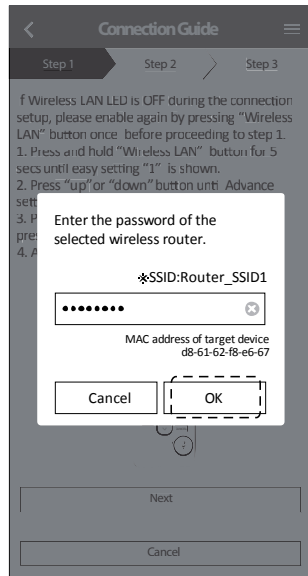 Connection Guide
Step 1
Step 2
Step 3
f Wireless LAN LED is OFF during the connection
setup, please enable again by pressing "Wireless
LAN" button once before proceeding to step 1.
1. Press and hold "Wireless LAN" button for 5
secs until easy setting "1" is shown.
2. Press "up" or "down" button unti Advance
sett
3. P
pres
4. A
Enter the password of the
selected wireless router.
※SSID:Router_SSID1
••••••••
MAC address of target device
d8-61-62-f8-e6-67
Cancel
OK
Next
Cancel